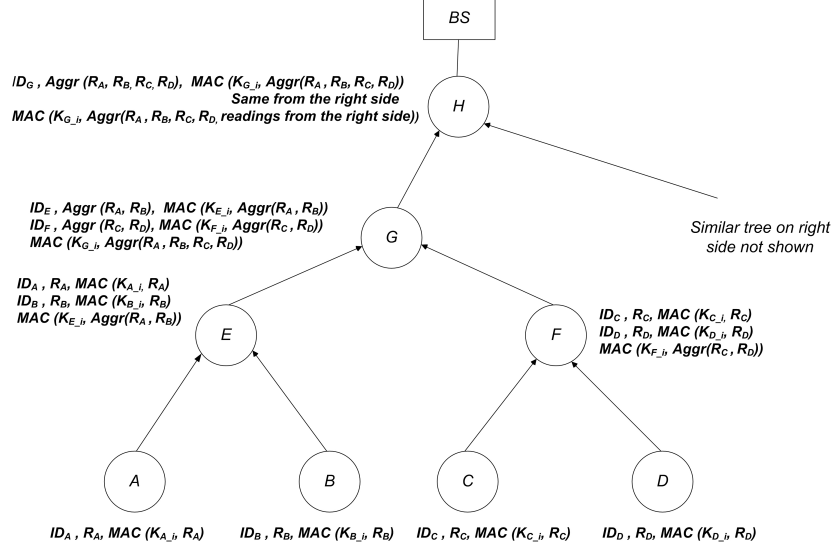 BS
ID_G , Aggr (R_A, R_B, R_C, R_D), MAC (K_G_i, Aggr(R_A , R_B, R_C, R_D))
Same from the right side
MAC (K_G_i, Aggr(R_A , R_B, R_C, R_D, readings from the right side))
H
ID_E , Aggr (R_A, R_B), MAC (K_E_i, Aggr(R_A , R_B))
ID_F , Aggr (R_C, R_D), MAC (K_F_i, Aggr(R_C , R_D))
MAC (K_G_i, Aggr(R_A , R_B, R_C, R_D))
G
Similar tree on right
side not shown
ID_A , R_A, MAC (K_A_i, R_A)
ID_B , R_B, MAC (K_B_i, R_B)
MAC (K_E_i, Aggr(R_A , R_B))
E
F
ID_C , R_C, MAC (K_C_i, R_C)
ID_D , R_D, MAC (K_D_i, R_D)
MAC (K_F_i, Aggr(R_C , R_D))
A
B
C
D
ID_A , R_A, MAC (K_A_i, R_A)
ID_B , R_B, MAC (K_B_i, R_B)
ID_C , R_C, MAC (K_C_i, R_C)
ID_D , R_D, MAC (K_D_i, R_D)